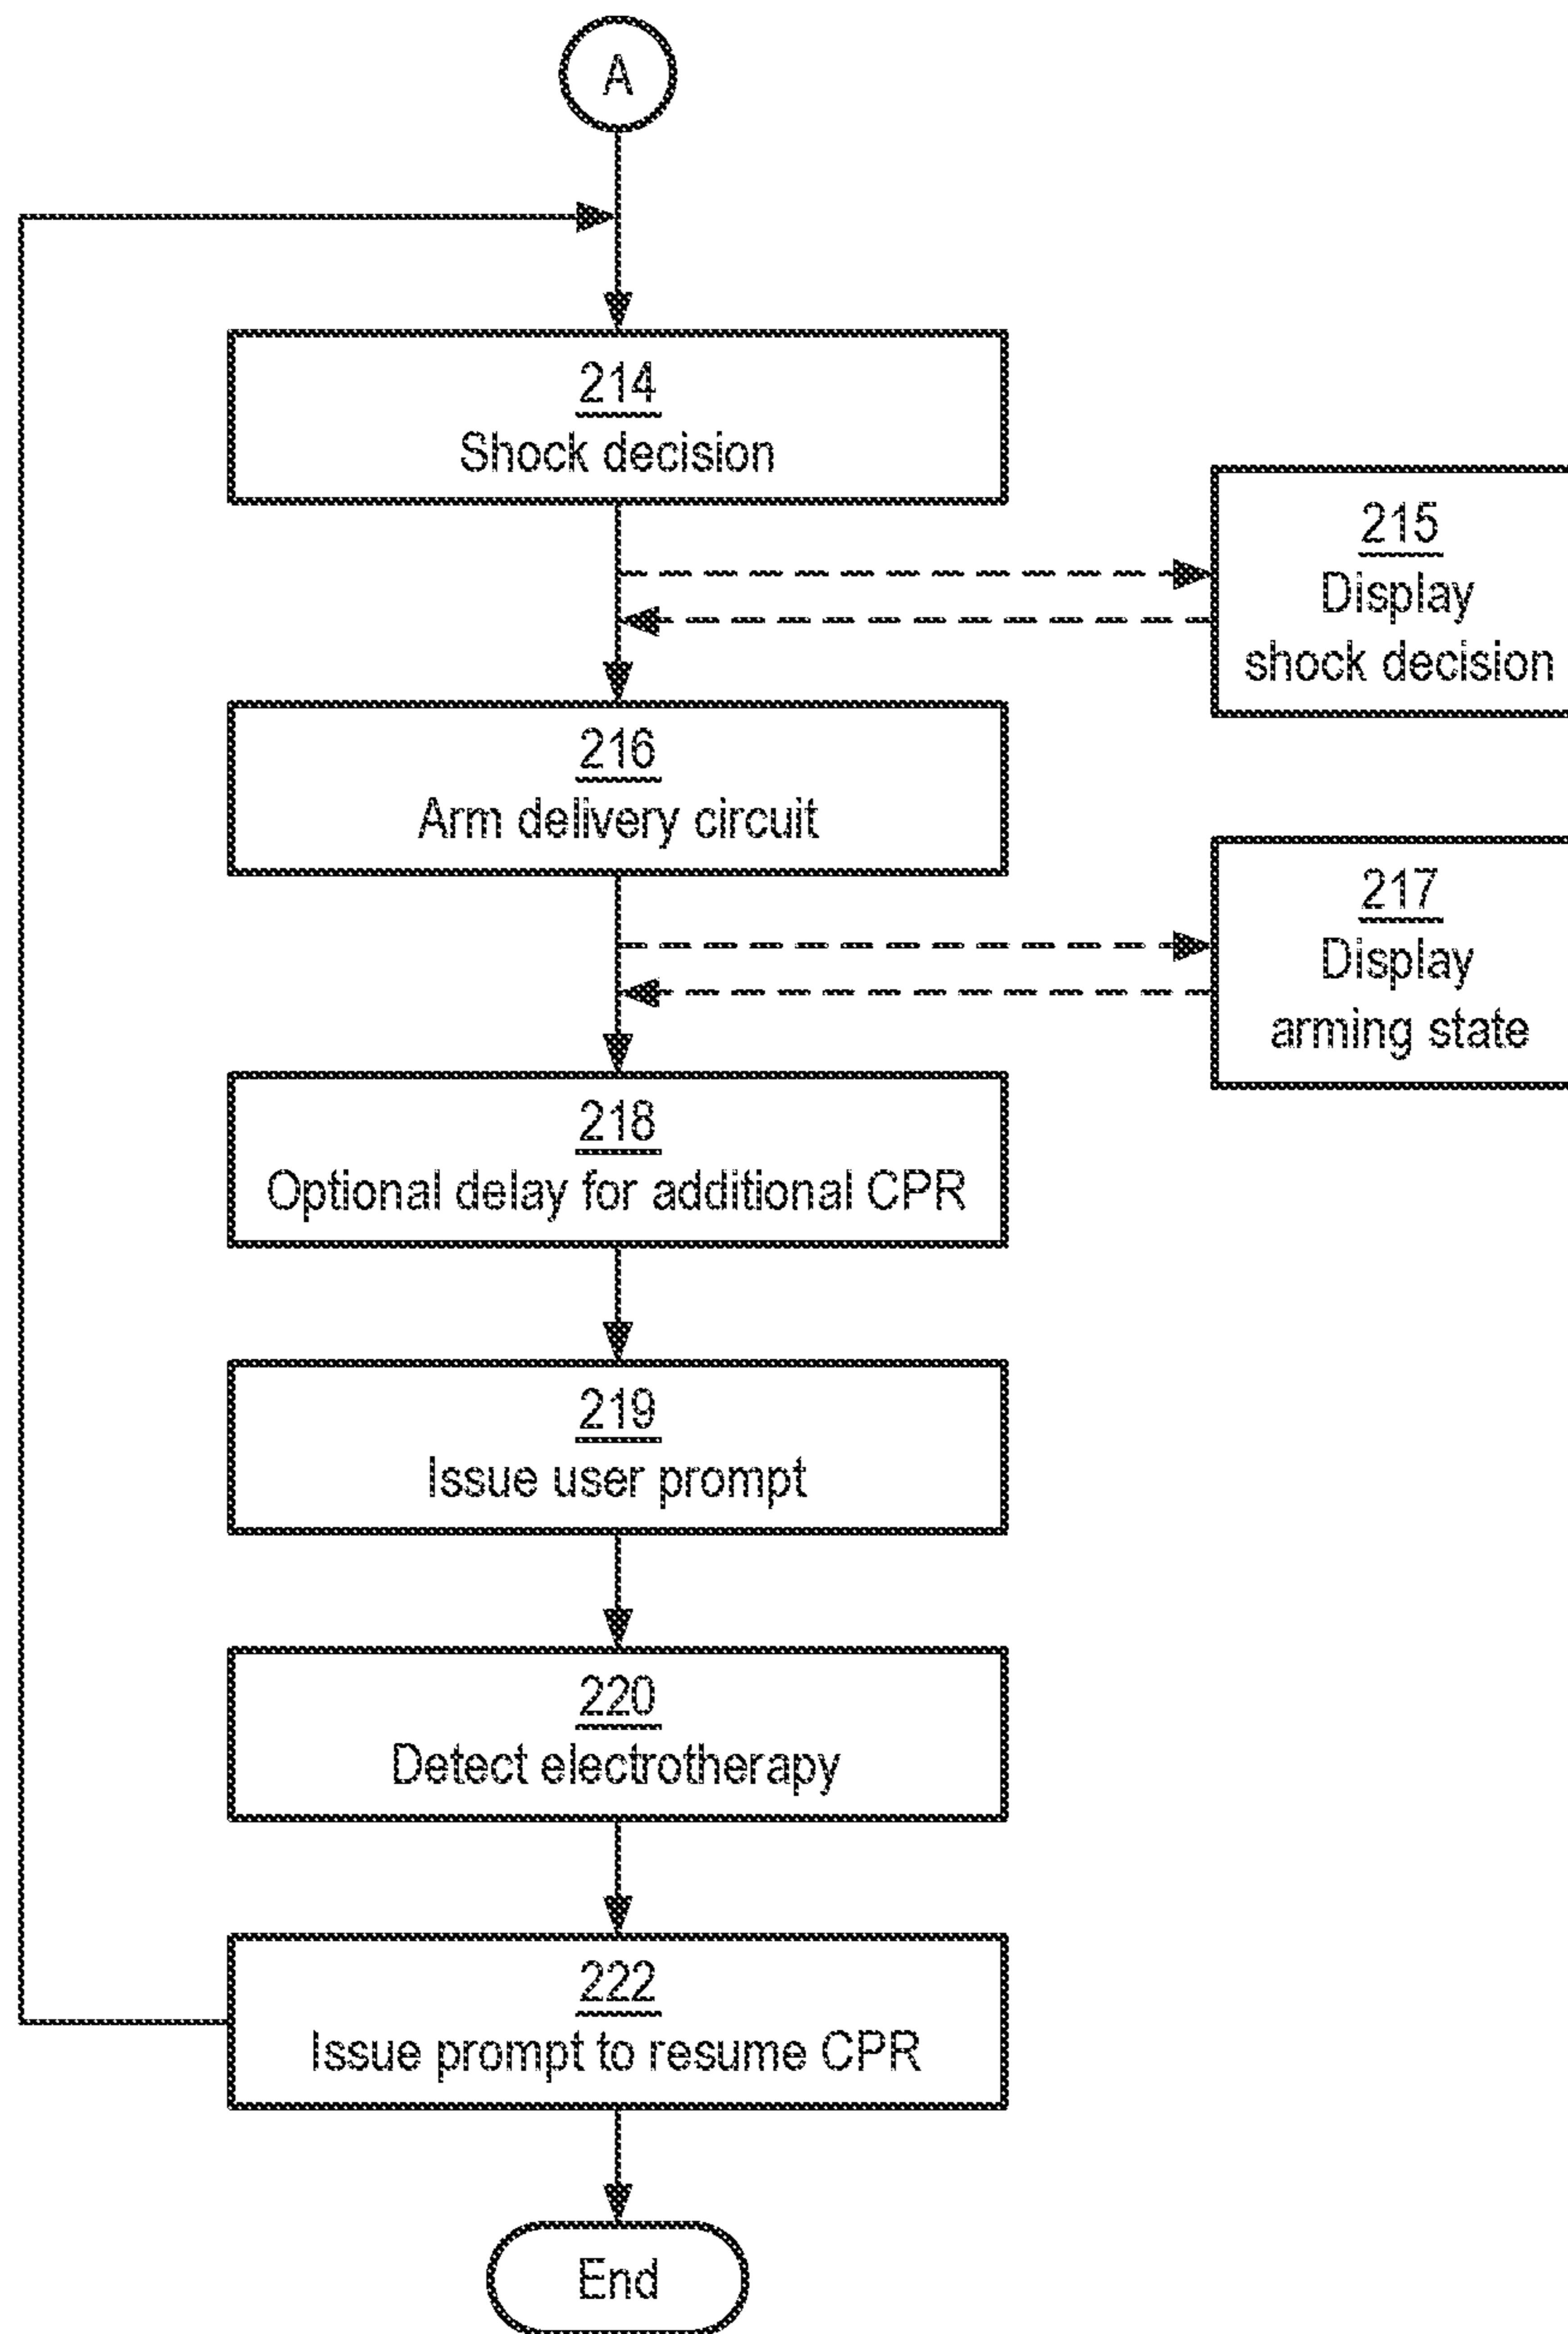 A
214
Shock decision
215
Display
shock decision
216
Arm delivery circuit
217
Display
arming state
218
Optional delay for additional CPR
219
Issue user prompt
220
Detect electrotherapy
222
Issue prompt to resume CPR
End